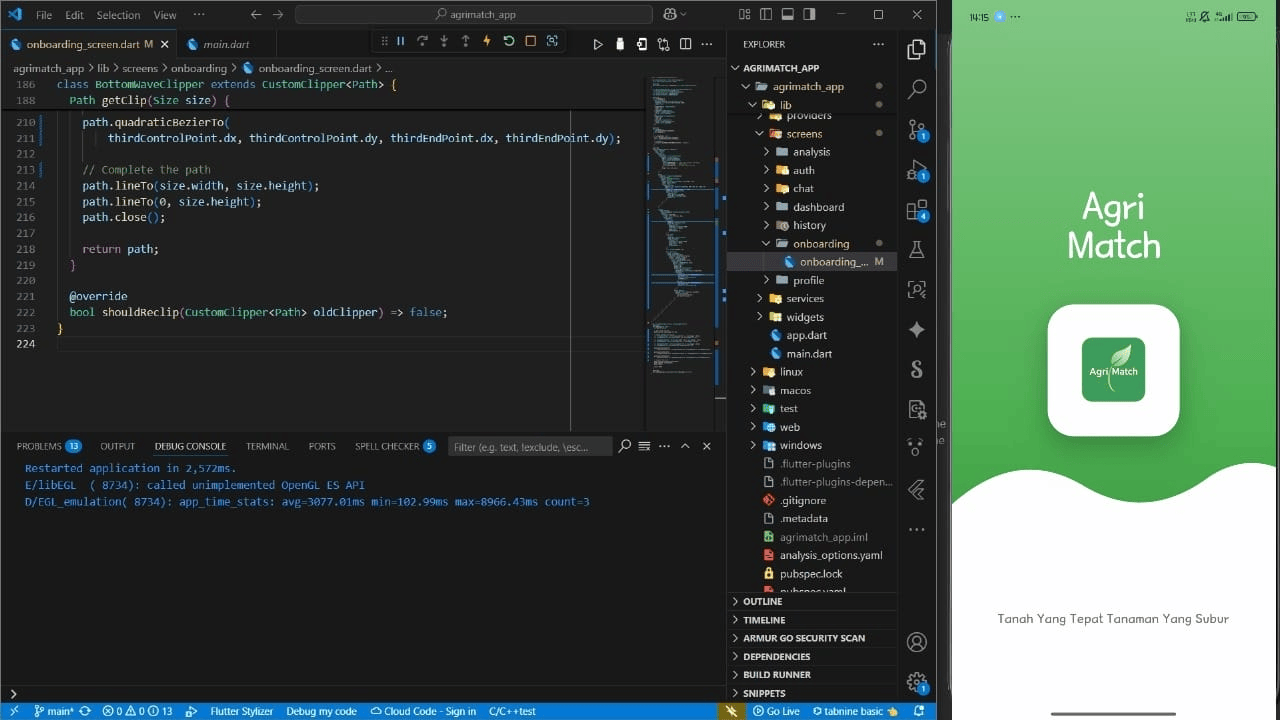 File Edit Selection View ··· agrimatch_app
onboarding_screen.dart M main.dart
agrimatch_app > lib > screens > onboarding > onboarding_screen.dart > ...
186 class BottomWaveClipper extends CustomClipper<Path> {
188 Path getClip(Size size) {
210 path.quadraticBezierTo(
211 thirdControlPoint.dx, thirdControlPoint.dy, thirdEndPoint.dx, thirdEndPoint.dy);
212
213 // Complete the path
214 path.lineTo(size.width, size.height);
215 path.lineTo(0, size.height);
216 path.close();
217
218 return path;
219 }
220
221 @override
222 bool shouldReclip(CustomClipper<Path> oldClipper) => false;
223 }
224
PROBLEMS 13 OUTPUT DEBUG CONSOLE TERMINAL PORTS SPELL CHECKER 5 Filter (e.g. text, !exclude, \esc...
Restarted application in 2,572ms.
E/libEGL ( 8734): called unimplemented OpenGL ES API
D/EGL_emulation( 8734): app_time_stats: avg=3077.01ms min=102.99ms max=8966.43ms count=3
EXPLORER
AGRIMATCH_APP
agrimatch_app
lib
providers
screens
analysis
auth
chat
dashboard
history
onboarding
onboarding_... M
profile
services
widgets
app.dart
main.dart
linux
macos
test
web
windows
.flutter-plugins
.flutter-plugins-depen...
.gitignore
.metadata
agrimatch_app.iml
analysis_options.yaml
pubspec.lock
pubspec.yaml
OUTLINE
TIMELINE
ARMUR GO SECURITY SCAN
DEPENDENCIES
BUILD RUNNER
SNIPPETS
1
1
4
1
main* 0 0 13 Flutter Stylizer Debug my code Cloud Code - Sign in C/C++test Go Live tabnine basic
14:15
Agri
Match
Agri Match
Tanah Yang Tepat Tanaman Yang Subur